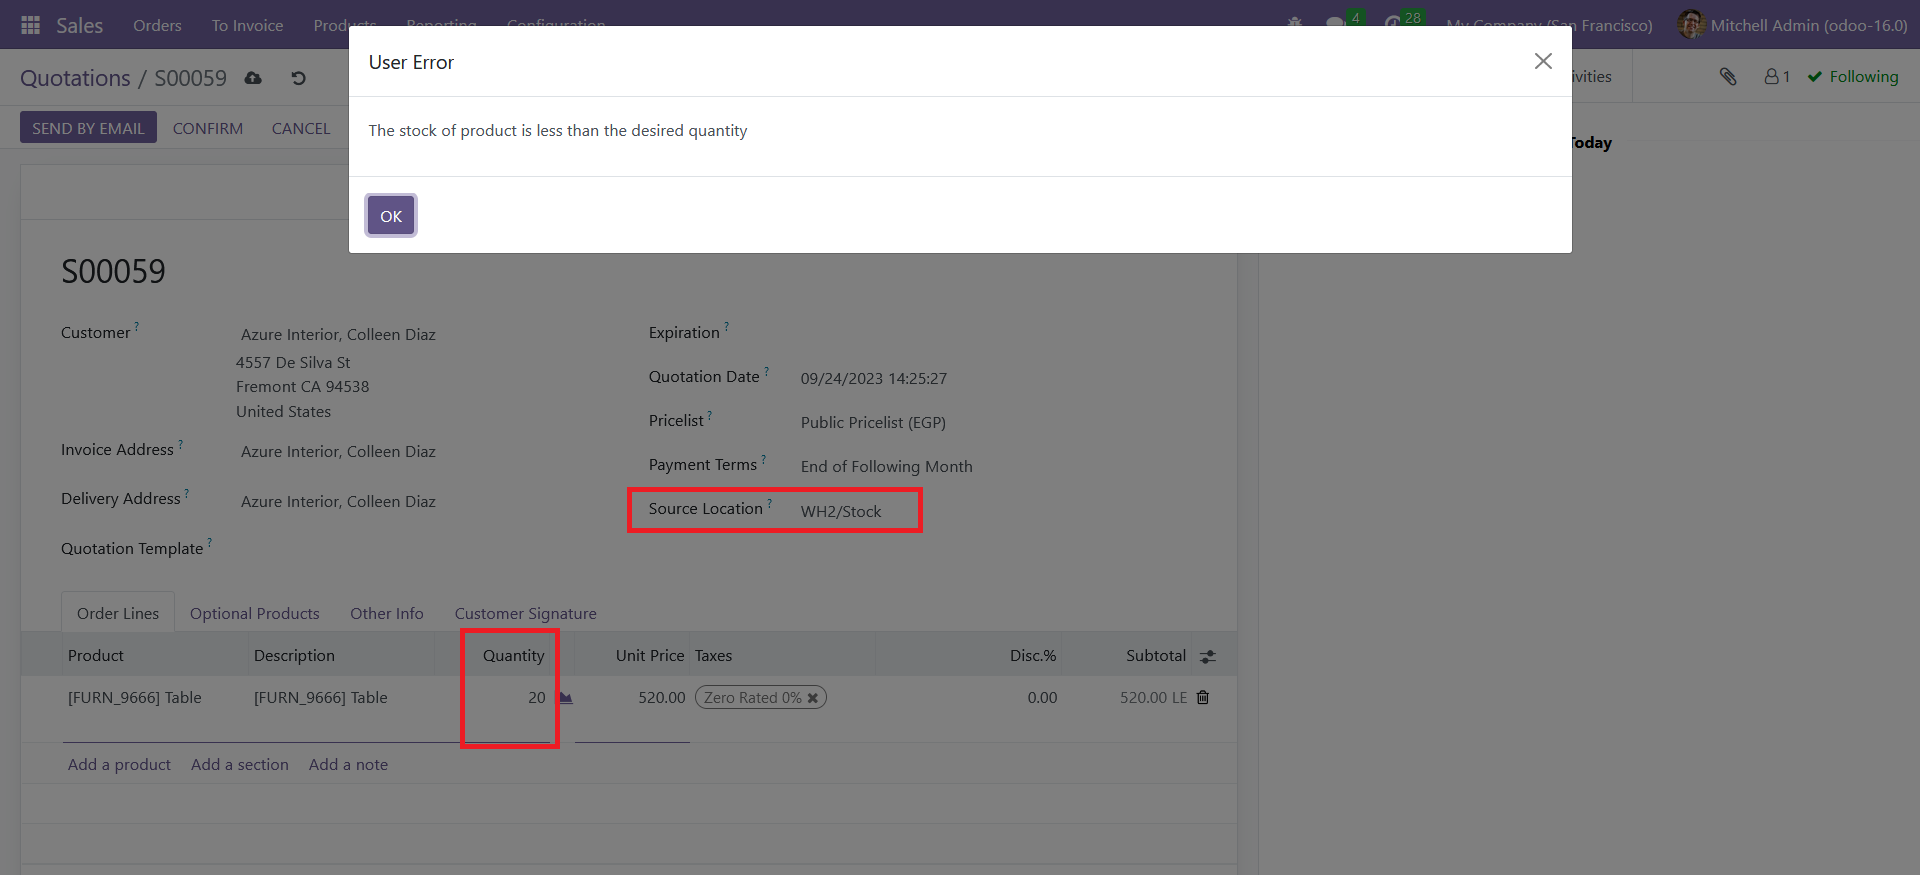 Sales Orders To Invoice Products Reporting Configuration 4 28 My Company (San Francisco) Mitchell Admin (odoo-16.0)
User Error
Quotations / S00059
ivities 1 Following
The stock of product is less than the desired quantity
SEND BY EMAIL CONFIRM CANCEL
Today
OK
S00059
Customer ? Azure Interior, Colleen Diaz
4557 De Silva St
Fremont CA 94538
United States
Invoice Address ? Azure Interior, Colleen Diaz
Delivery Address ? Azure Interior, Colleen Diaz
Quotation Template ?
Expiration ?
Quotation Date ? 09/24/2023 14:25:27
Pricelist ? Public Pricelist (EGP)
Payment Terms ? End of Following Month
Source Location ? WH2/Stock
Order Lines Optional Products Other Info Customer Signature
Product Description Quantity Unit Price Taxes Disc.% Subtotal
[FURN_9666] Table [FURN_9666] Table 20 520.00 Zero Rated 0% 0.00 520.00 LE
Add a product Add a section Add a note